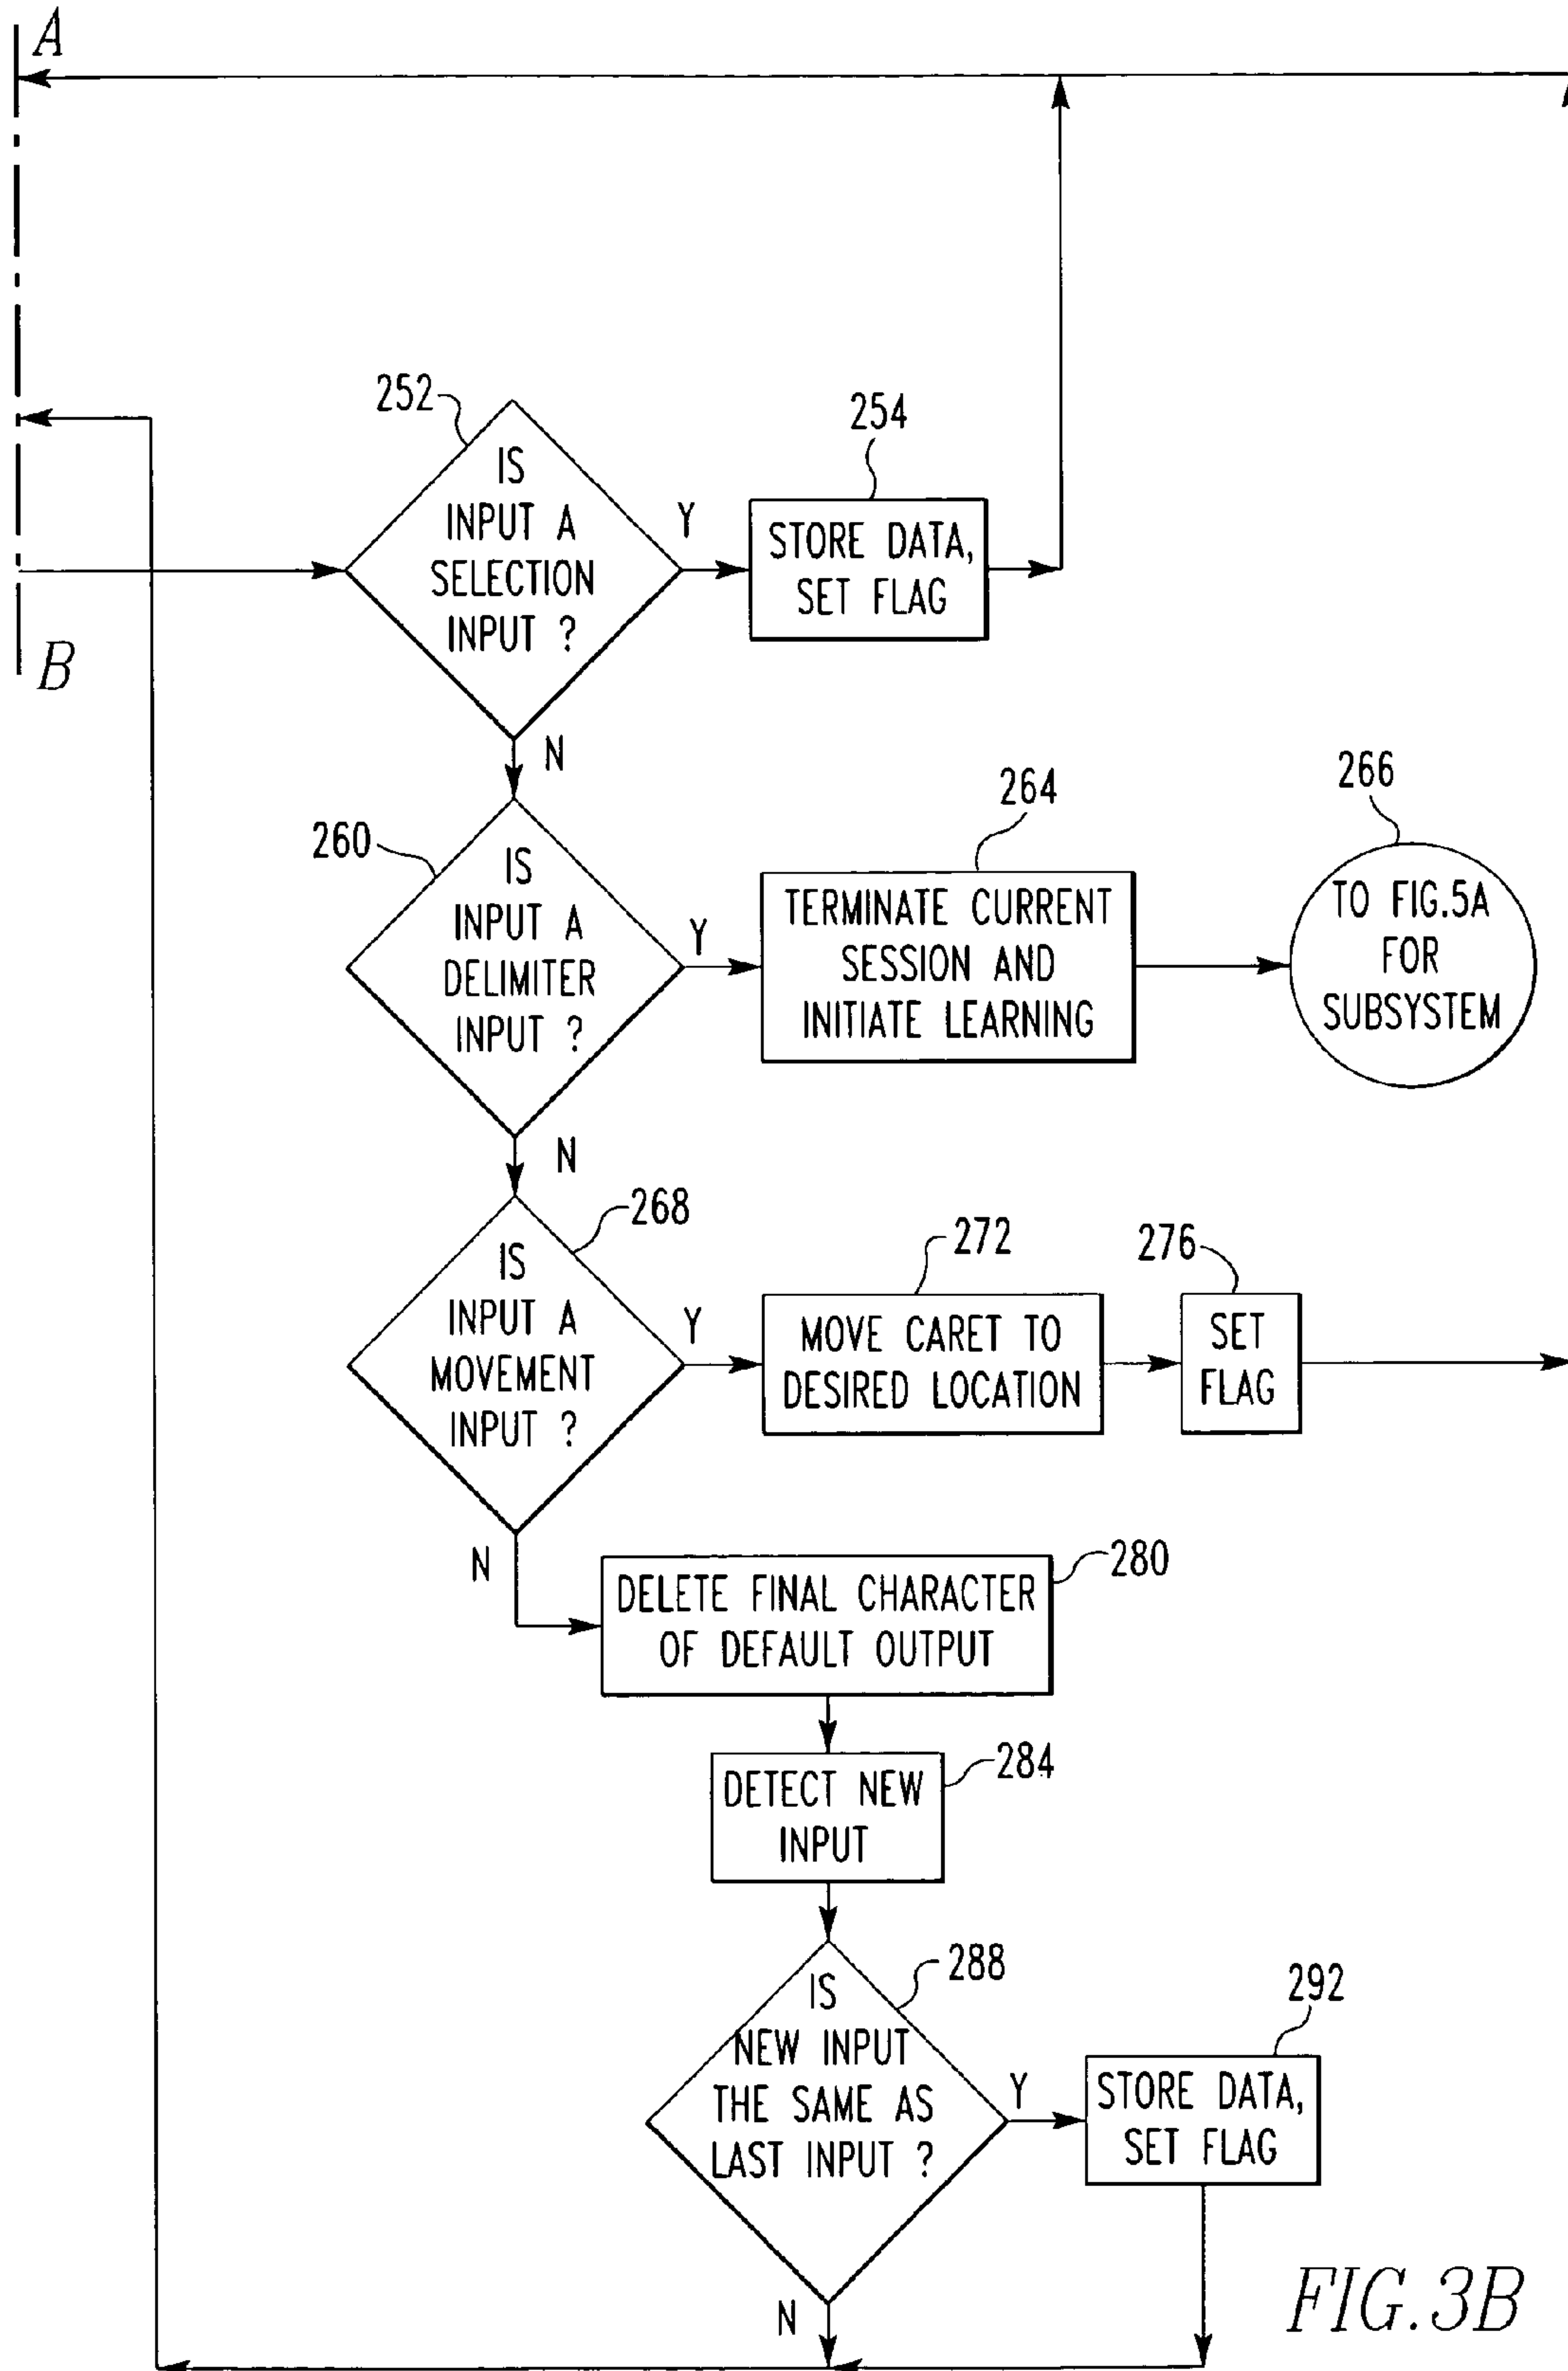 A
252
IS
INPUT A
SELECTION
INPUT ?
Y
254
STORE DATA,
SET FLAG
B
N
260
IS
INPUT A
DELIMITER
INPUT ?
Y
264
TERMINATE CURRENT
SESSION AND
INITIATE LEARNING
266
TO FIG.5A
FOR
SUBSYSTEM
N
268
IS
INPUT A
MOVEMENT
INPUT ?
Y
272
MOVE CARET TO
DESIRED LOCATION
276
SET
FLAG
N
280
DELETE FINAL CHARACTER
OF DEFAULT OUTPUT
284
DETECT NEW
INPUT
288
IS
NEW INPUT
THE SAME AS
LAST INPUT ?
Y
292
STORE DATA,
SET FLAG
N
FIG.3B